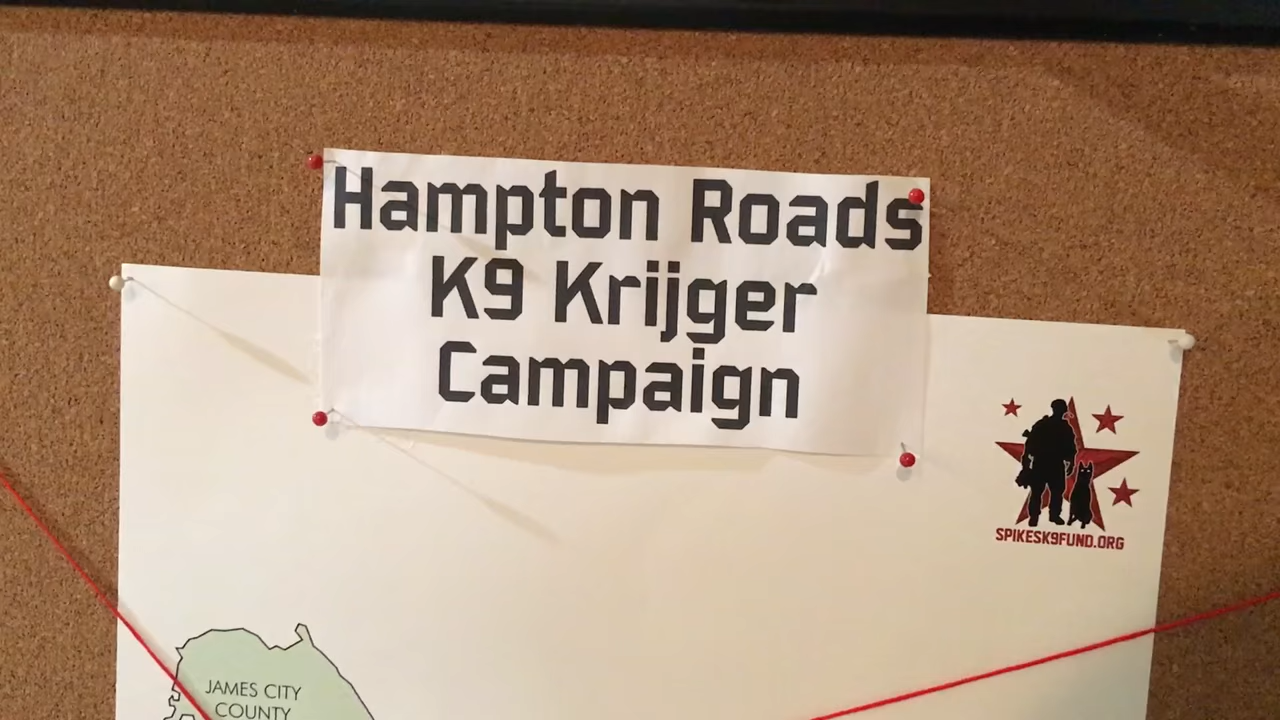 Hampton Roads
K9 Krijger
Campaign
SPIKESK9FUND.ORG
JAMES CITY
COUNTY